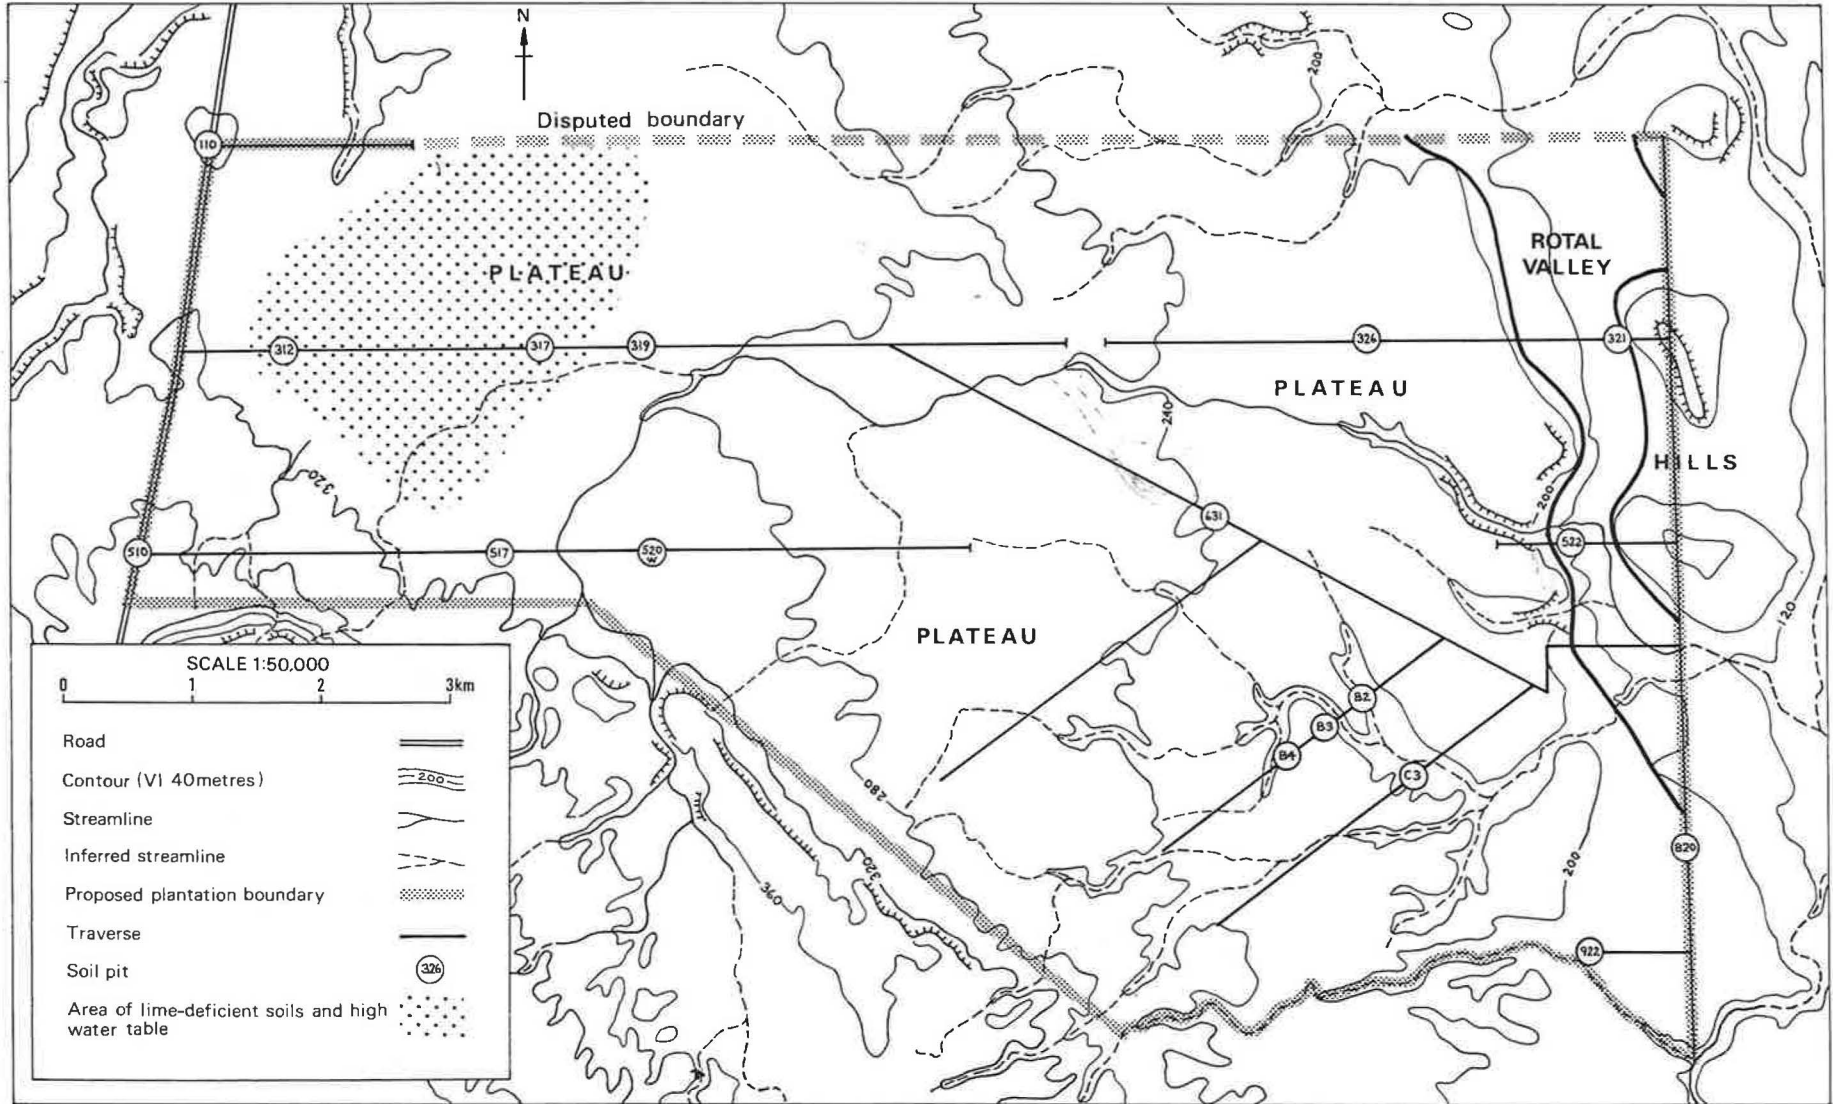 N
200
Disputed boundary
110
ROTAL
VALLEY
PLATEAU
312
317
319
326
321
PLATEAU
240
HILLS
320
200
631
510
517
520
W
522
120
PLATEAU
SCALE 1:50,000
0 1 2 3km
Road
Contour (VI 40metres)
200
Streamline
Inferred streamline
Proposed plantation boundary
Traverse
Soil pit
326
Area of lime-deficient soils and high
water table
B2
B3
B4
C3
280
320
360
820
200
922